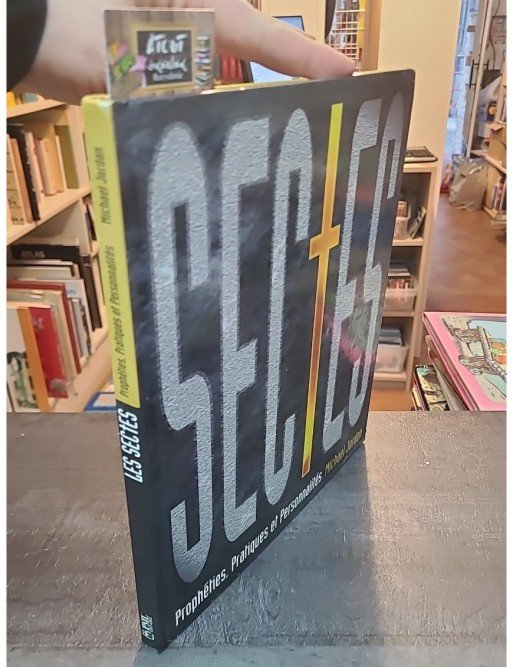 SECTES
Prophéties, Pratiques et Personnalités, Michael Jordan
LES SECTES Prophéties, Pratiques et Personnalités Michael Jordan